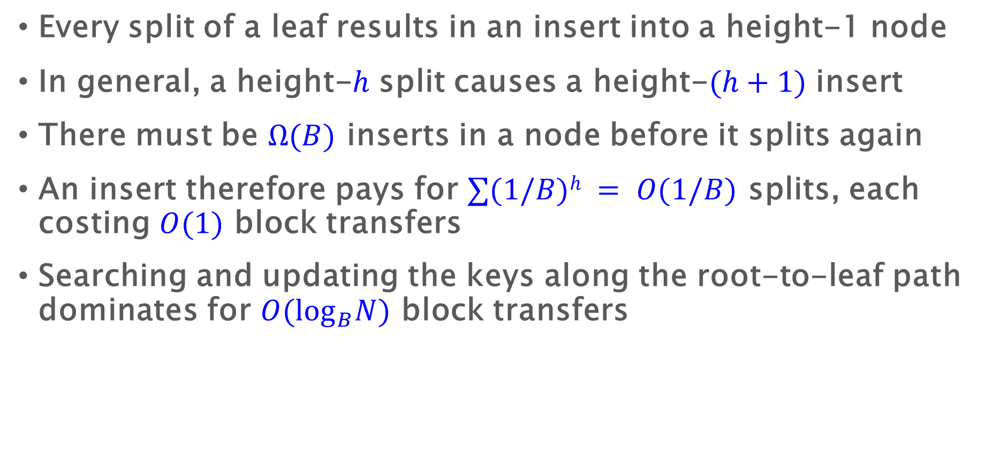 • Every split of a leaf results in an insert into a height–1 node
• In general, a height–h split causes a height–(h + 1) insert
• There must be Ω(B) inserts in a node before it splits again
• An insert therefore pays for ∑(1/B)ʰ = O(1/B) splits, each
costing O(1) block transfers
• Searching and updating the keys along the root–to–leaf path
dominates for O(log_B N) block transfers